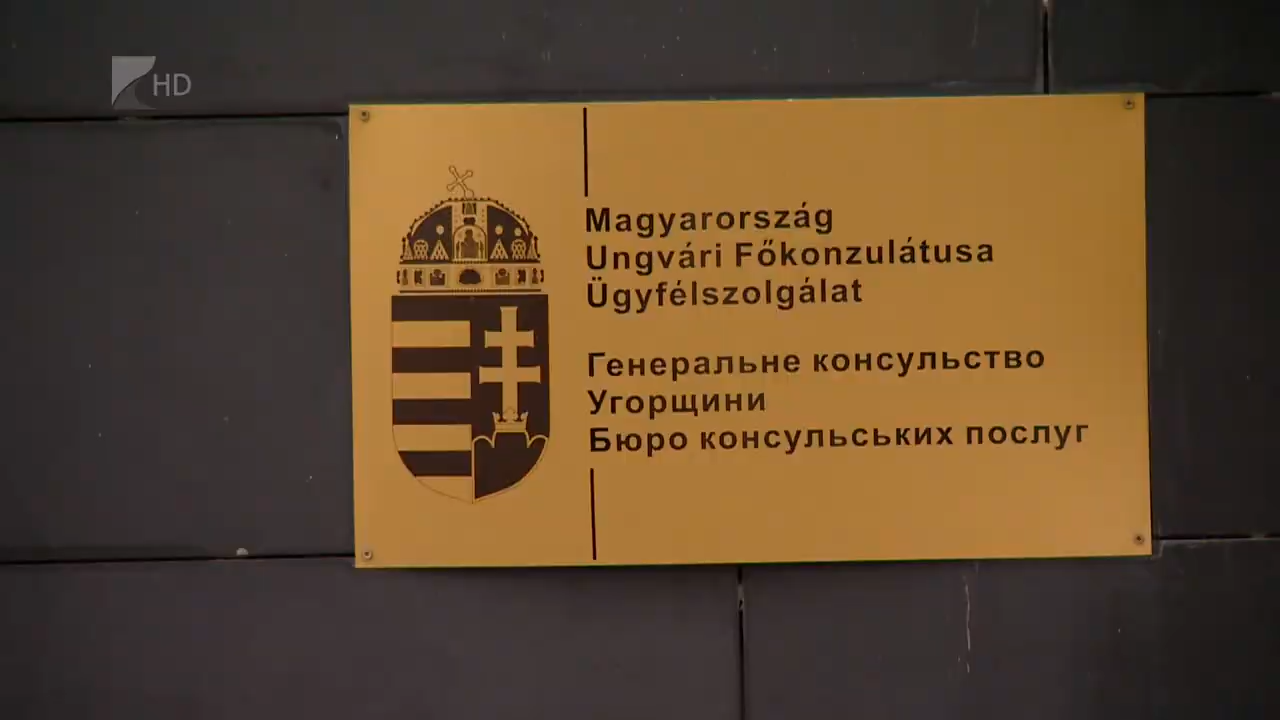 HD
Magyarország
Ungvári Főkonzulátusa
Ügyfélszolgálat
Генеральне консульство
Угорщини
Бюро консульських послуг